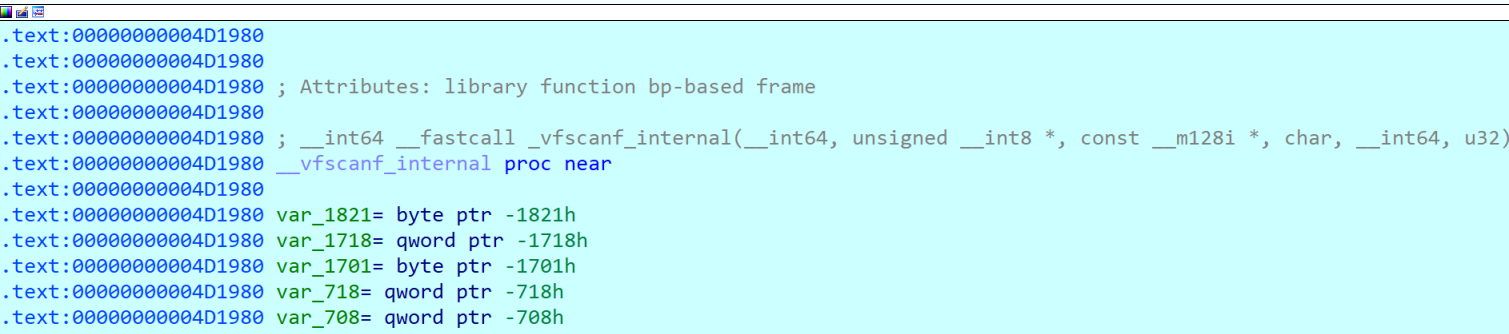 .text:00000000004D1980
.text:00000000004D1980
.text:00000000004D1980 ; Attributes: library function bp-based frame
.text:00000000004D1980
.text:00000000004D1980 ; __int64 __fastcall _vfscanf_internal(__int64, unsigned __int8 *, const __m128i *, char, __int64, u32)
.text:00000000004D1980 __vfscanf_internal proc near
.text:00000000004D1980
.text:00000000004D1980 var_1821= byte ptr -1821h
.text:00000000004D1980 var_1718= qword ptr -1718h
.text:00000000004D1980 var_1701= byte ptr -1701h
.text:00000000004D1980 var_718= qword ptr -718h
.text:00000000004D1980 var_708= qword ptr -708h